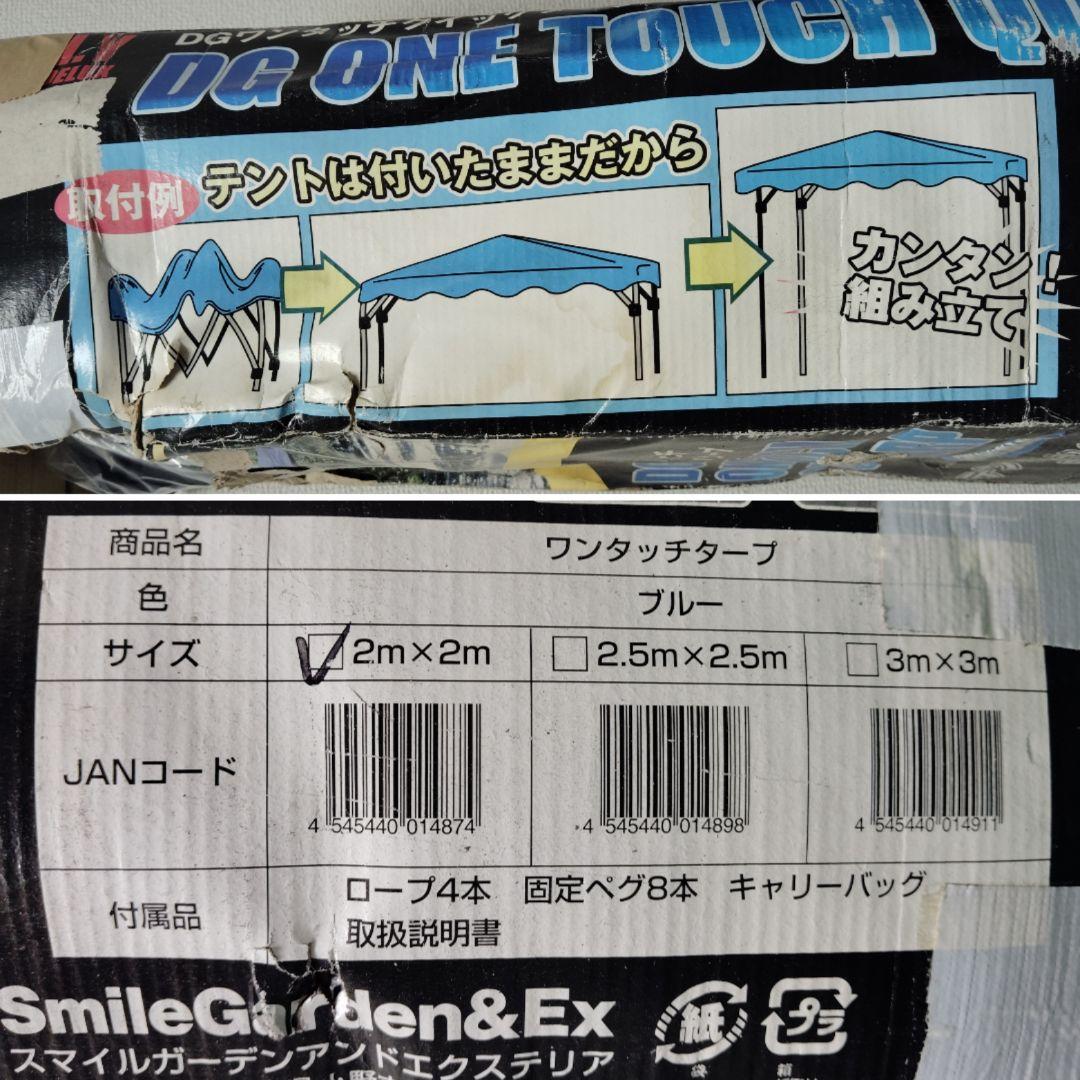 DGワンタッチクイック
DG ONE TOUCH QU
取付例
テントは付いたままだから
カンタン!
組み立て
商品名 ワンタッチタープ
色 ブルー
サイズ 2m×2m 2.5m×2.5m 3m×3m
JANコード
4 545440 014874 4 545440 014898 4 545440 014911
付属品 ロープ4本 固定ペグ8本 キャリーバッグ
取扱説明書
SmileGarden&Ex
スマイルガーデンアンドエクステリア
紙 プラ
袋 箱